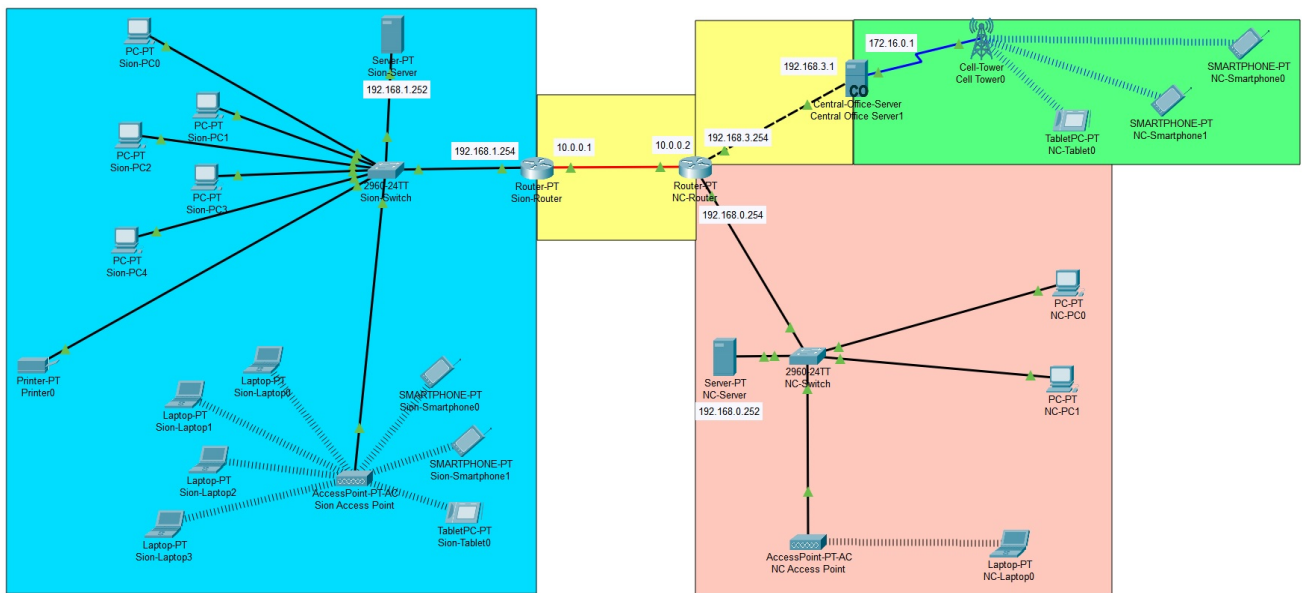 PC-PT
Sion-PC0
Server-PT
Sion-Server
192.168.1.252
PC-PT
Sion-PC1
PC-PT
Sion-PC2
PC-PT
Sion-PC3
PC-PT
Sion-PC4
2960-24TT
Sion-Switch
192.168.1.254
Router-PT
Sion-Router
10.0.0.1
10.0.0.2
Router-PT
NC-Router
192.168.3.254
192.168.3.1
172.16.0.1
CO
Central-Office-Server
Central Office Server1
Cell-Tower
Cell Tower0
SMARTPHONE-PT
NC-Smartphone0
SMARTPHONE-PT
NC-Smartphone1
TabletPC-PT
NC-Tablet0
192.168.0.254
Printer-PT
Printer0
Laptop-PT
Sion-Laptop0
Laptop-PT
Sion-Laptop1
Laptop-PT
Sion-Laptop2
Laptop-PT
Sion-Laptop3
SMARTPHONE-PT
Sion-Smartphone0
SMARTPHONE-PT
Sion-Smartphone1
AccessPoint-PT-AC
Sion Access Point
TabletPC-PT
Sion-Tablet0
PC-PT
NC-PC0
Server-PT
NC-Server
192.168.0.252
2960-24TT
NC-Switch
PC-PT
NC-PC1
AccessPoint-PT-AC
NC Access Point
Laptop-PT
NC-Laptop0